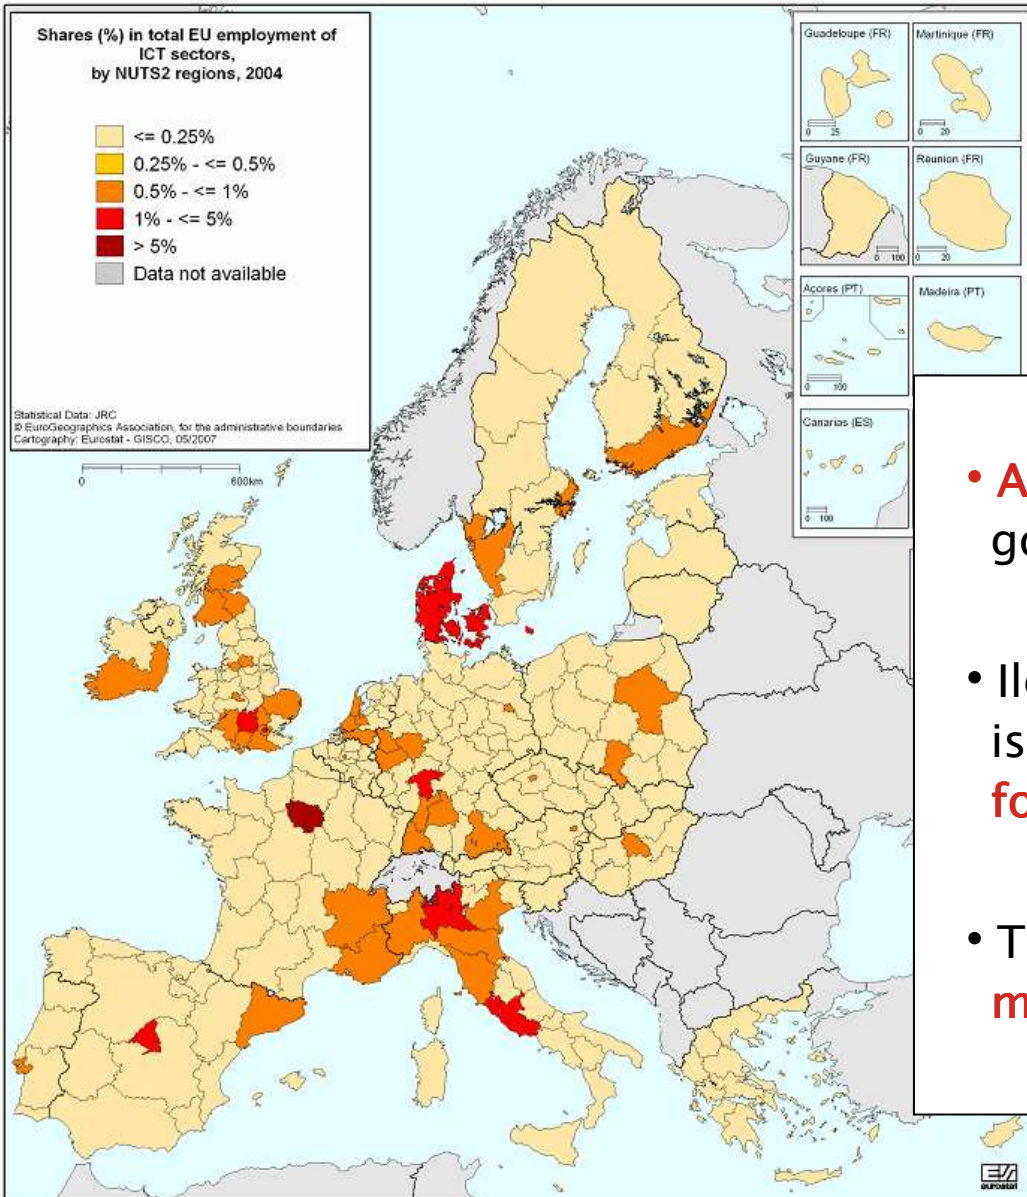 Shares (%) in total EU employment of
ICT sectors,
by NUTS2 regions, 2004
<= 0.25%
0.25% - <= 0.5%
0.5% - <= 1%
1% - <= 5%
> 5%
Data not available
Statistical Data: JRC
© EuroGeographics Association, for the administrative boundaries
Cartography: Eurostat - GISCO, 05/2007
0 600km
Guadeloupe (FR)
0 25
Martinique (FR)
0 20
Guyane (FR)
0 100
Réunion (FR)
0 20
Açores (PT)
0 100
Madeira (PT)
Canarias (ES)
0 100
• A
go
• Il
is
fo
• T
m
eurostat